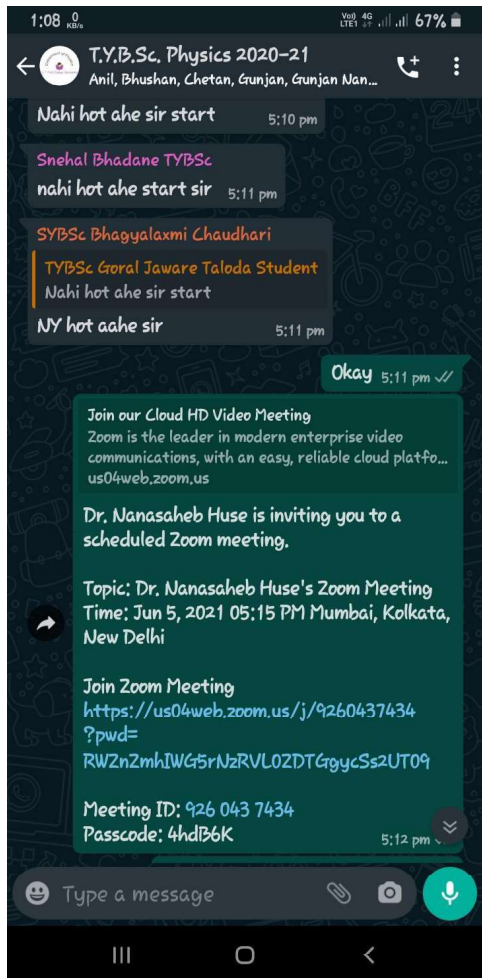 1:08 0 KB/s Vo)) 4G LTE1 67%
T.Y.B.Sc. Physics 2020-21
Anil, Bhushan, Chetan, Gunjan, Gunjan Nan...
Nahi hot ahe sir start 5:10 pm
Snehal Bhadane TYBSc
nahi hot ahe start sir 5:11 pm
SYBSc Bhagyalaxmi Chaudhari
TYBSc Goral Jaware Taloda Student
Nahi hot ahe sir start
NY hot aahe sir 5:11 pm
Okay 5:11 pm
Join our Cloud HD Video Meeting
Zoom is the leader in modern enterprise video
communications, with an easy, reliable cloud platfo...
us04web.zoom.us
Dr. Nanasaheb Huse is inviting you to a
scheduled Zoom meeting.
Topic: Dr. Nanasaheb Huse's Zoom Meeting
Time: Jun 5, 2021 05:15 PM Mumbai, Kolkata,
New Delhi
Join Zoom Meeting
https://us04web.zoom.us/j/9260437434
?pwd=
RWZnZmhIWG5rNzRVL0ZDTGgycSs2UT09
Meeting ID: 926 043 7434
Passcode: 4hdB6K 5:12 pm
Type a message